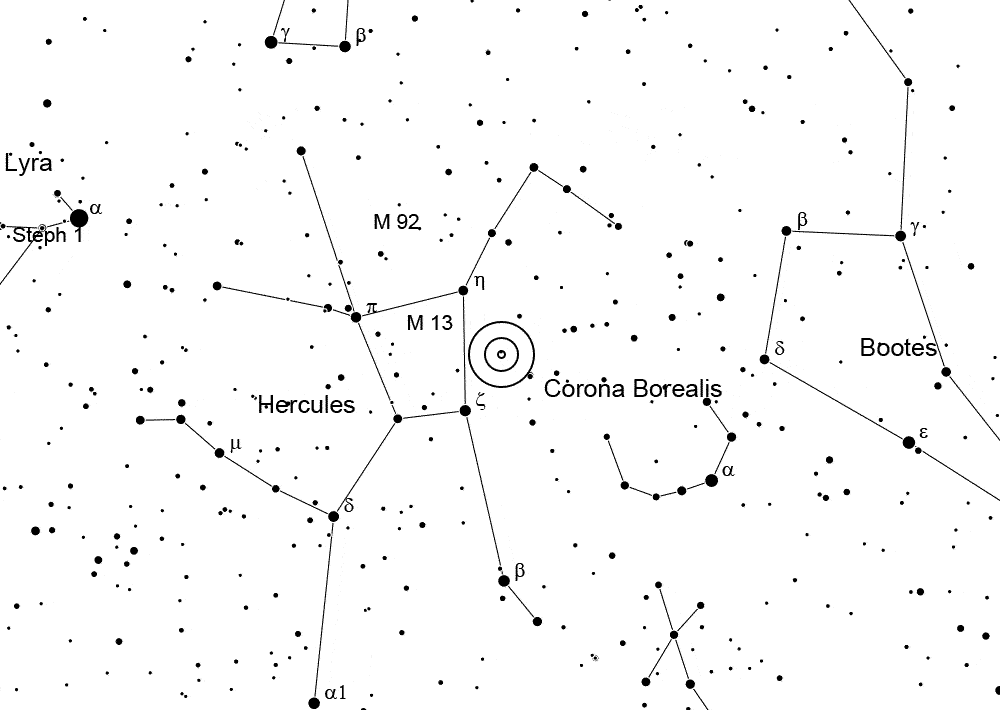 γ
β
Lyra
α
Steph 1
M 92
β
γ
η
π
M 13
δ
Bootes
Corona Borealis
Hercules
ζ
μ
ε
α
δ
β
α1